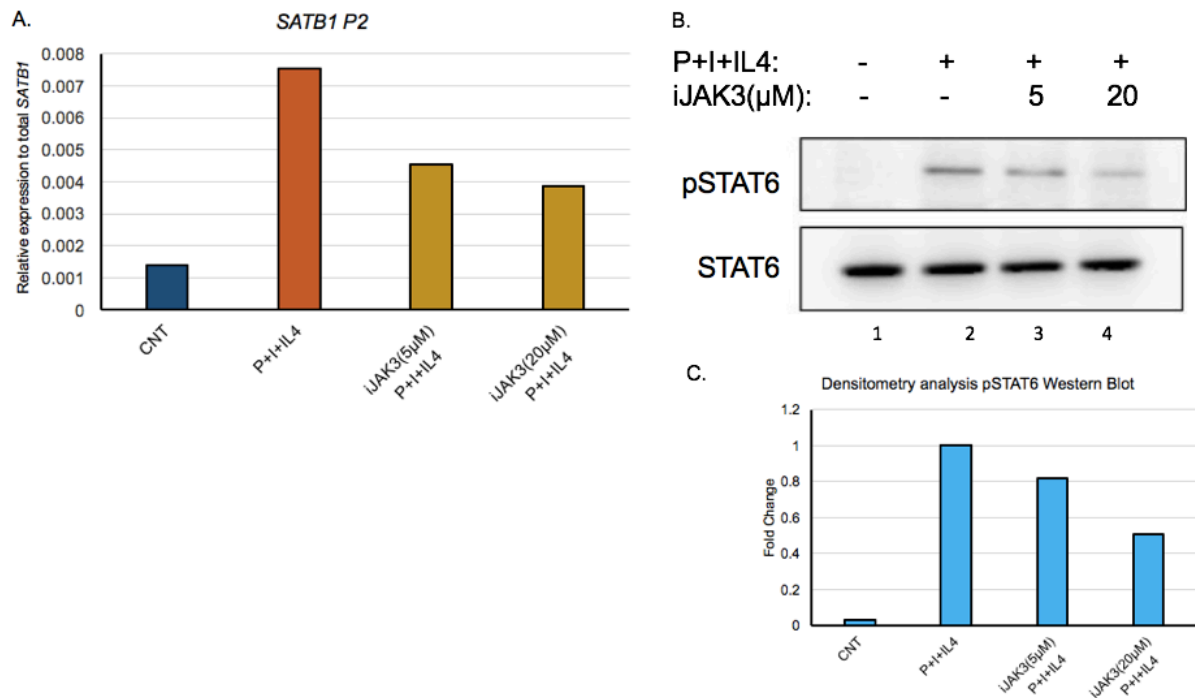 A.
SATB1 P2
Relative expression to total SATB1
0.008
0.007
0.006
0.005
0.004
0.003
0.002
0.001
0
CNT
P+I+IL4
iJAK3(5µM)
P+I+IL4
iJAK3(20µM)
P+I+IL4
B.
P+I+IL4: - + + +
iJAK3(µM): - - 5 20
pSTAT6
STAT6
1 2 3 4
C.
Densitometry analysis pSTAT6 Western Blot
Fold Change
1.2
1
0.8
0.6
0.4
0.2
0
CNT
P+I+IL4
iJAK3(5µM)
P+I+IL4
iJAK3(20µM)
P+I+IL4